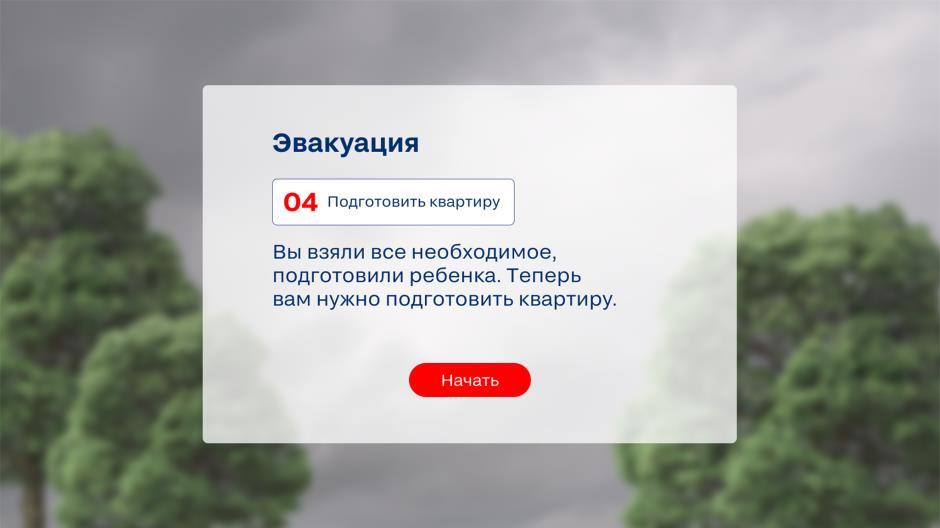 Эвакуация
04 Подготовить квартиру
Вы взяли все необходимое,
подготовили ребенка. Теперь
вам нужно подготовить квартиру.
Начать